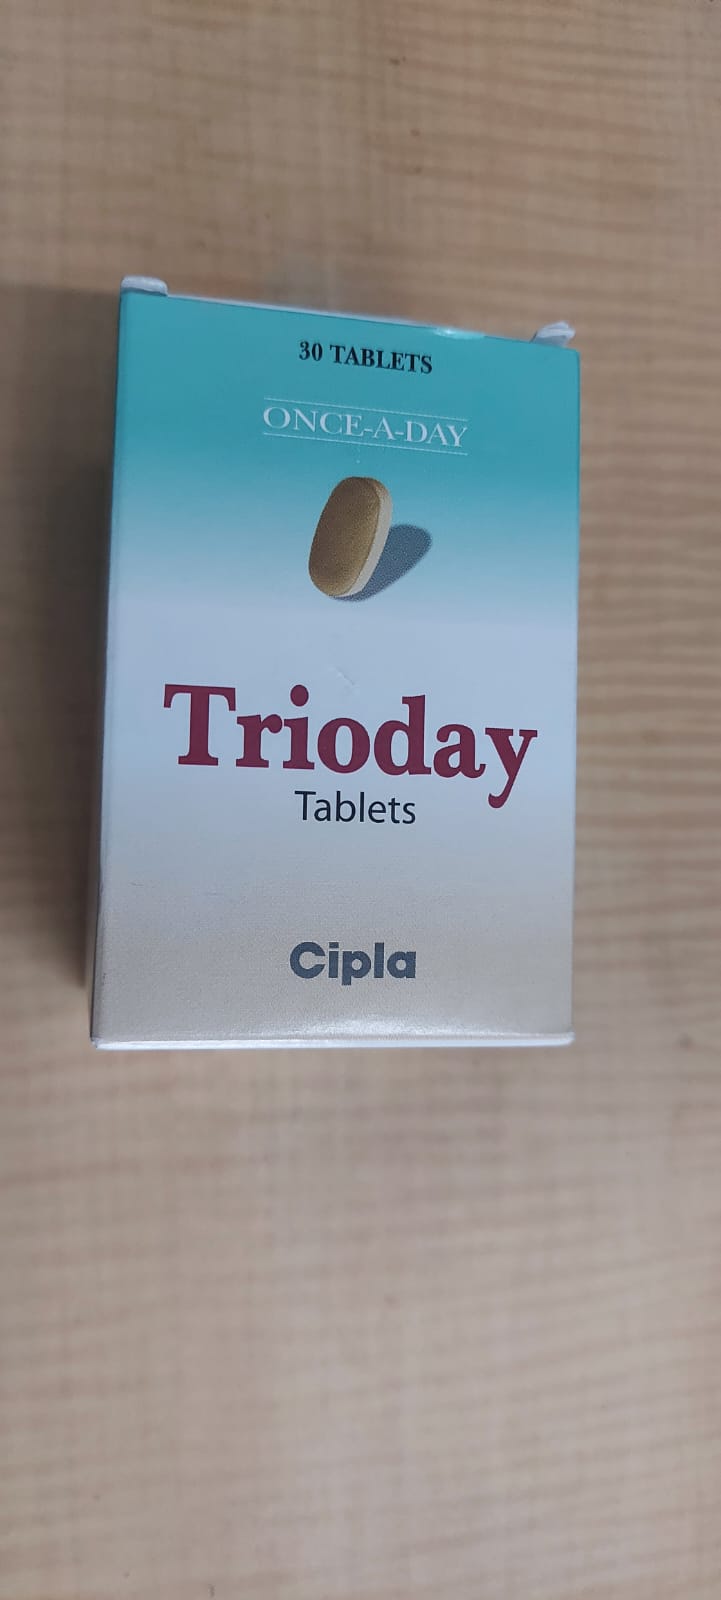 30 TABLETS
ONCE-A-DAY
Trioday
Tablets
Cipla